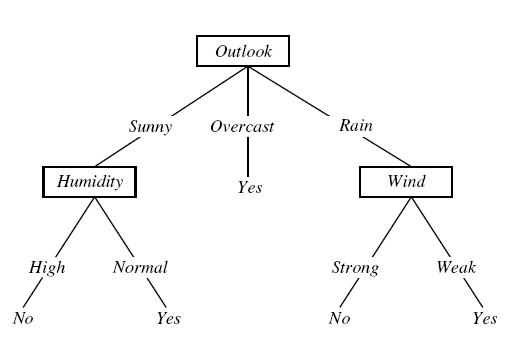 Outlook
Sunny Overcast Rain
Humidity Yes Wind
High Normal Strong Weak
No Yes No Yes